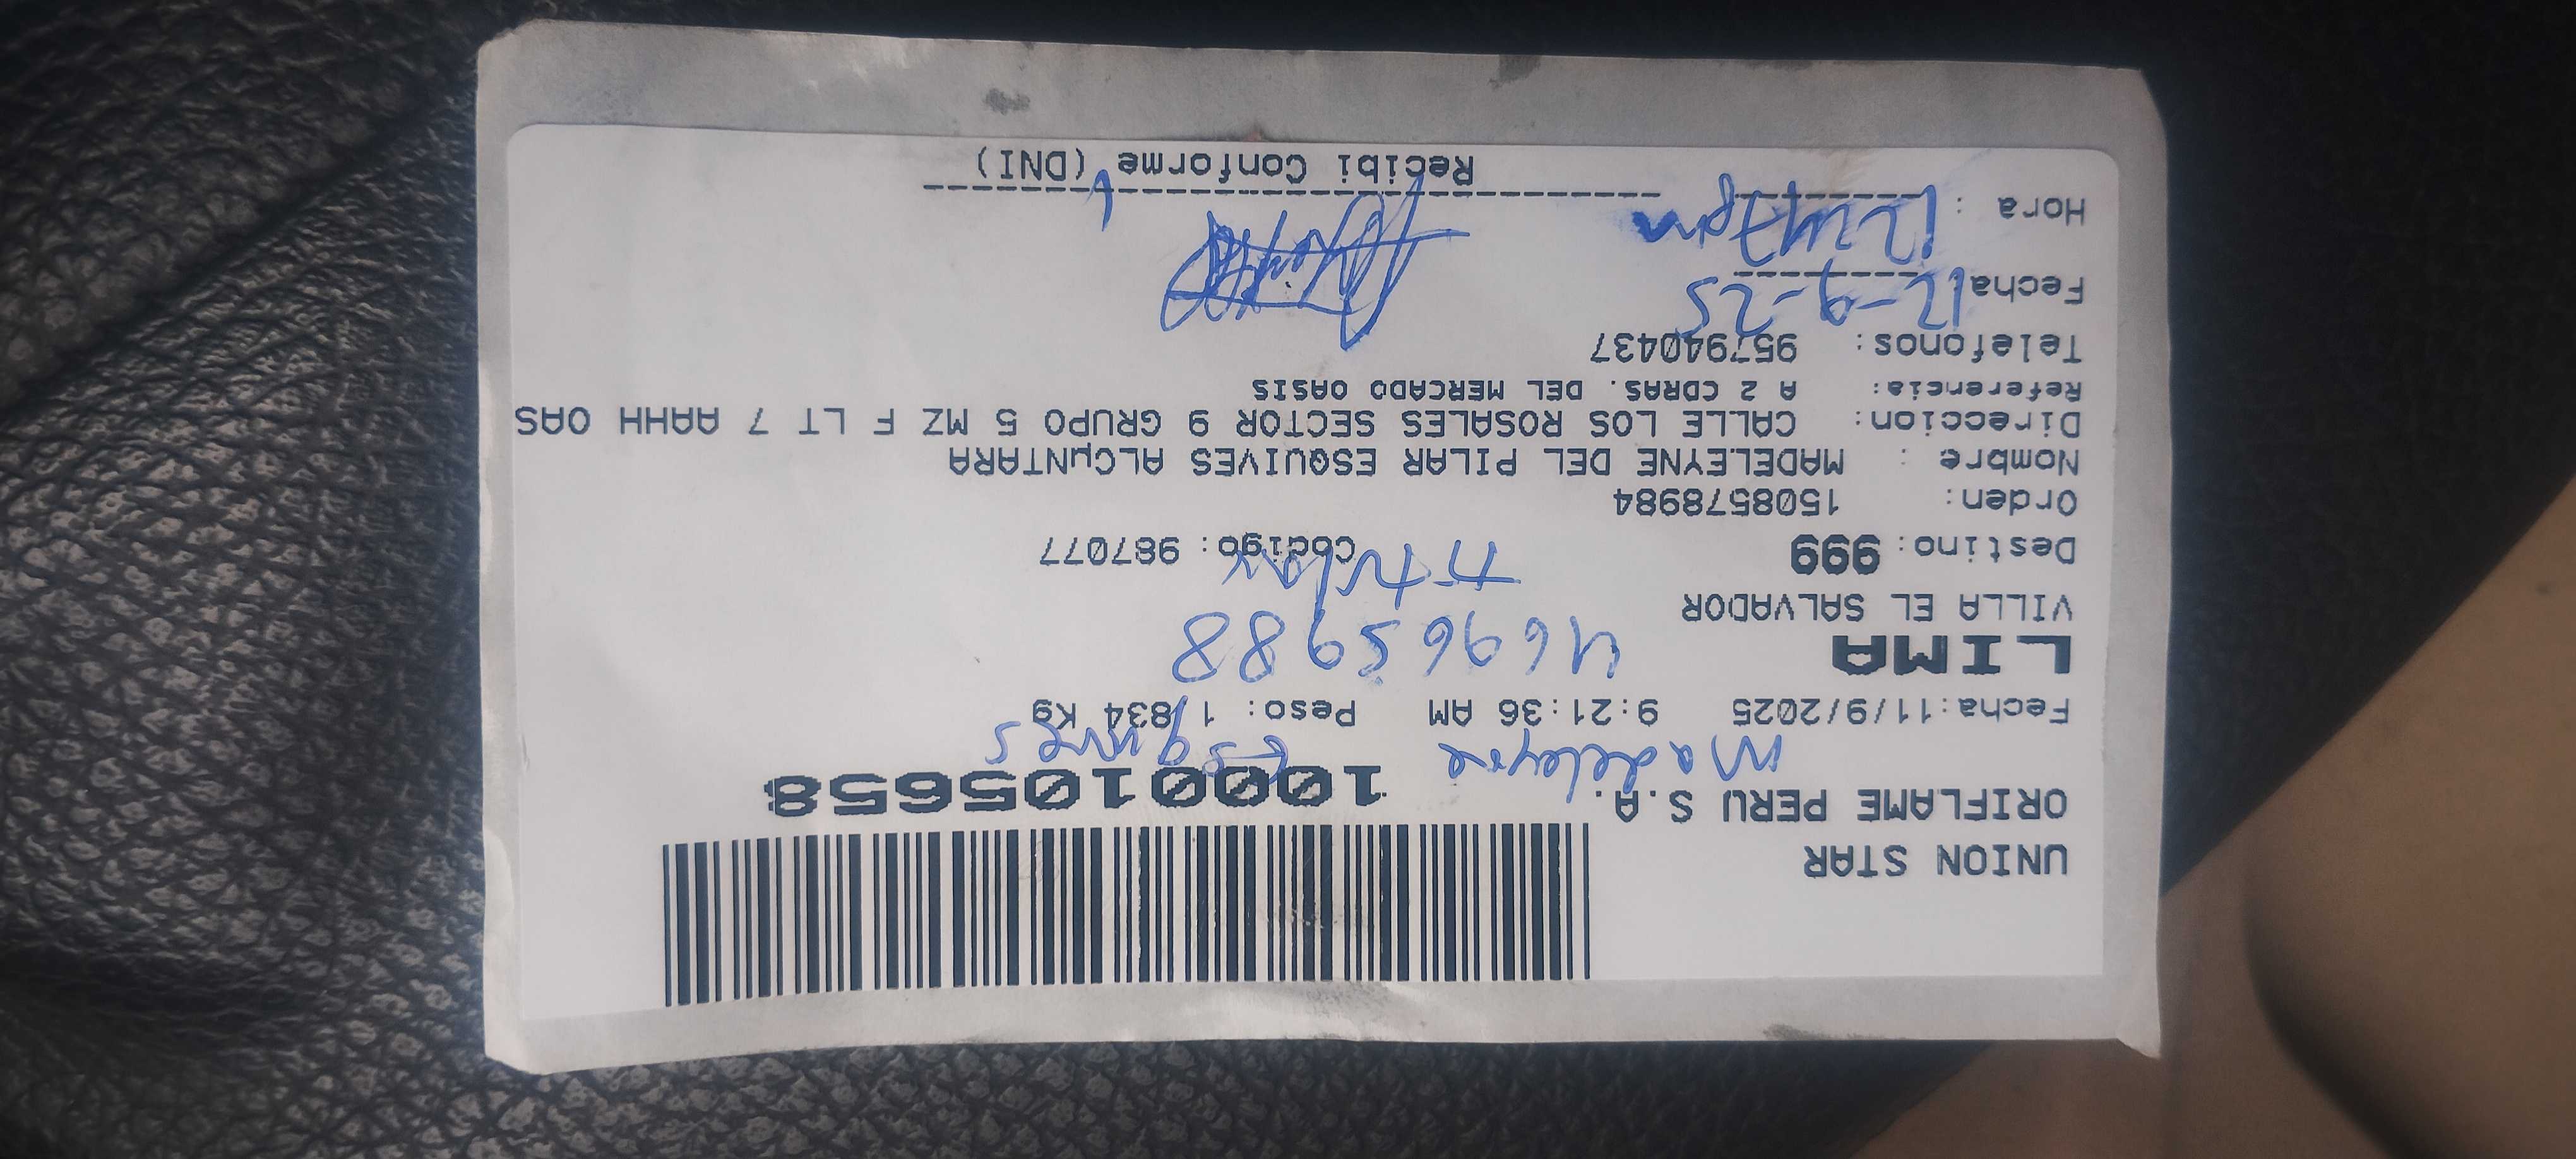 UNION STAR
ORIFLAME PERU S.A.
1000105658
Madeleyne Esquives
Fecha:11/9/2025 9:21:36 AM Peso: 1,834 Kg
LIMA
46965988
VILLA EL SALVADOR
Titular
Destino: 999 Código: 987077
Orden: 1508578984
Nombre : MADELEYNE DEL PILAR ESQUIVES ALCµNTARA
Direccion: CALLE LOS ROSALES SECTOR 9 GRUPO 5 MZ F LT 7 AAHH OAS
Referencia: A 2 CDRAS. DEL MERCADO OASIS
Telefonos: 957940437
Fecha 12-9-25
Hora : 12:47pm
Recibi Conforme (DNI)